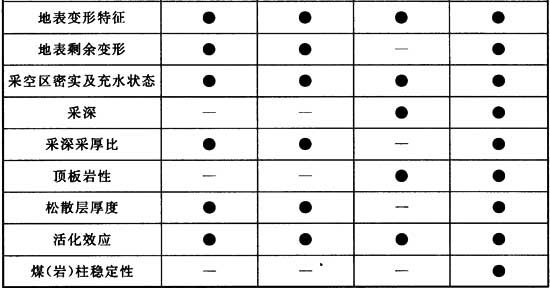 地表变形特征 ● ● ● ●
地表剩余变形 ● ● — ●
采空区密实及充水状态 ● ● ● ●
采深 — — ● ●
采深采厚比 ● ● — ●
顶板岩性 — — ● ●
松散层厚度 ● ● — ●
活化效应 ● ● ● ●
煤(岩)柱稳定性 — — — ●